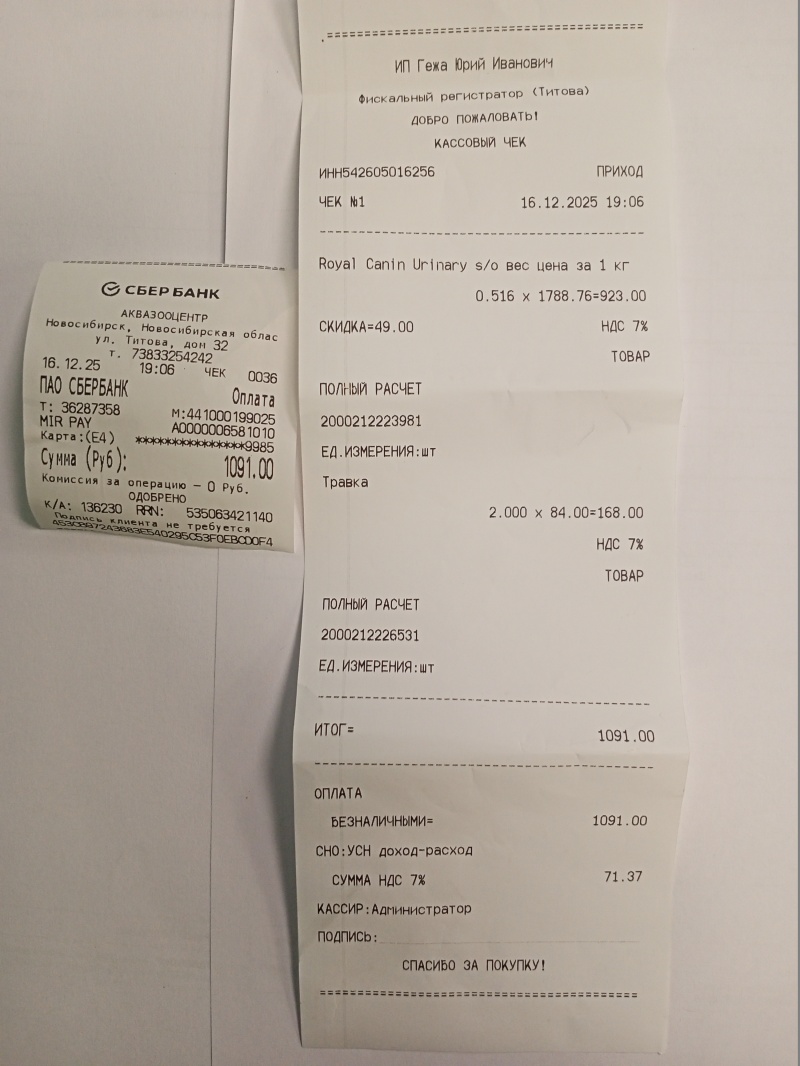 СБЕРБАНК
АКВАЗООЦЕНТР
Новосибирск, Новосибирская облас
ул. Титова, дом 32
т. 73833254242
16.12.25 19:06 ЧЕК 0036
ПАО СБЕРБАНК Оплата
Т: 36287358 М:441000199025
MIR PAY A0000006581010
Карта:(E4) ***************9985
Сумма (Руб): 1091.00
Комиссия за операцию – 0 Руб.
ОДОБРЕНО
К/А: 136230 RRN: 535063421140
Подпись клиента не требуется
ИП Гежа Юрий Иванович
Фискальный регистратор (Титова)
ДОБРО ПОЖАЛОВАТЬ!
КАССОВЫЙ ЧЕК
ИНН542605016256 ПРИХОД
ЧЕК №1 16.12.2025 19:06
Royal Canin Urinary s/o вес цена за 1 кг
0.516 x 1788.76=923.00
СКИДКА=49.00 НДС 7%
ТОВАР
ПОЛНЫЙ РАСЧЕТ
2000212223981
ЕД.ИЗМЕРЕНИЯ:шт
Травка
2.000 x 84.00=168.00
НДС 7%
ТОВАР
ПОЛНЫЙ РАСЧЕТ
2000212226531
ЕД.ИЗМЕРЕНИЯ:шт
ИТОГ= 1091.00
ОПЛАТА
БЕЗНАЛИЧНЫМИ= 1091.00
СНО:УСН доход-расход
СУММА НДС 7% 71.37
КАССИР:Администратор
ПОДПИСЬ:
СПАСИБО ЗА ПОКУПКУ!